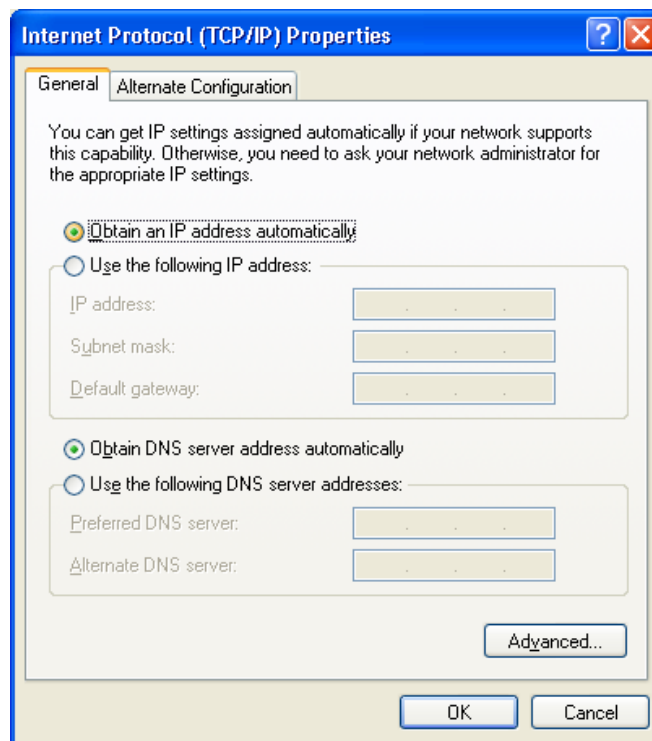 Internet Protocol (TCP/IP) Properties
General
Alternate Configuration
You can get IP settings assigned automatically if your network supports
this capability. Otherwise, you need to ask your network administrator for
the appropriate IP settings.
Obtain an IP address automatically
Use the following IP address:
IP address:
Subnet mask:
Default gateway:
Obtain DNS server address automatically
Use the following DNS server addresses:
Preferred DNS server:
Alternate DNS server:
Advanced...
OK
Cancel